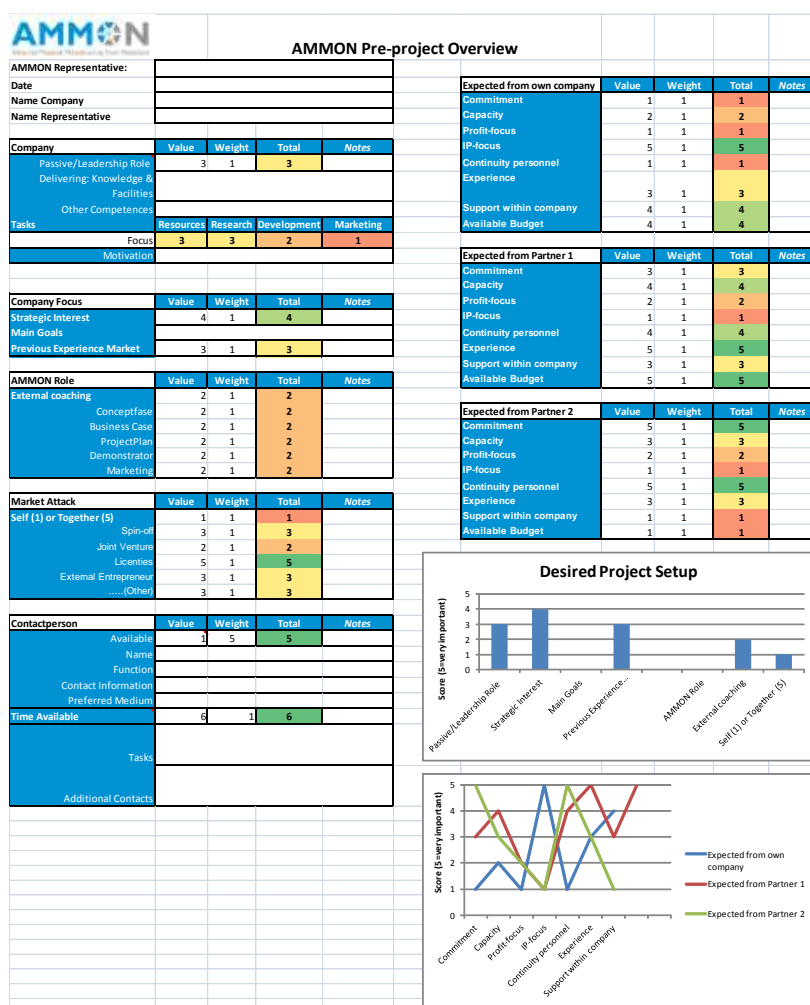 AMMON
AMMON Pre-project Overview
AMMON Representative:
Date
Name Company
Name Representative
Company Value Weight Total Notes
Passive/Leadership Role 3 1 3
Delivering: Knowledge &
Facilities
Other Competences
Tasks Resources Research Development Marketing
Focus 3 3 2 1
Motivation
Company Focus Value Weight Total Notes
Strategic Interest 4 1 4
Main Goals
Previous Experience Market 3 1 3
AMMON Role Value Weight Total Notes
External coaching 2 1 2
Conceptfase 2 1 2
Business Case 2 1 2
ProjectPlan 2 1 2
Demonstrator 2 1 2
Marketing 2 1 2
Market Attack Value Weight Total Notes
Self (1) or Together (5) 1 1 1
Spin-off 3 1 3
Joint Venture 2 1 2
Licenties 5 1 5
External Entrepreneur 3 1 3
.....(Other) 3 1 3
Contactperson Value Weight Total Notes
Available 1 5 5
Name
Function
Contact Information
Preferred Medium
Time Available 6 1 6
Tasks
Additional Contacts
Expected from own company Value Weight Total Notes
Commitment 1 1 1
Capacity 2 1 2
Profit-focus 1 1 1
IP-focus 5 1 5
Continuity personnel 1 1 1
Experience
3 1 3
Support within company 4 1 4
Available Budget 4 1 4
Expected from Partner 1 Value Weight Total Notes
Commitment 3 1 3
Capacity 4 1 4
Profit-focus 2 1 2
IP-focus 1 1 1
Continuity personnel 4 1 4
Experience 5 1 5
Support within company 3 1 3
Available Budget 5 1 5
Expected from Partner 2 Value Weight Total Notes
Commitment 5 1 5
Capacity 3 1 3
Profit-focus 2 1 2
IP-focus 1 1 1
Continuity personnel 5 1 5
Experience 3 1 3
Support within company 1 1 1
Available Budget 1 1 1
Desired Project Setup
Score (5=very important)
5
4
3
2
1
0
Passive/Leadership Role
Strategic Interest
Main Goals
Previous Experience...
AMMON Role
External coaching
Self (1) or Together (5)
Score (5=very important)
5
4
3
2
1
0
Commitment
Capacity
Profit-focus
IP-focus
Continuity personnel
Experience
Support within company
Expected from own
company
Expected from Partner 1
Expected from Partner 2